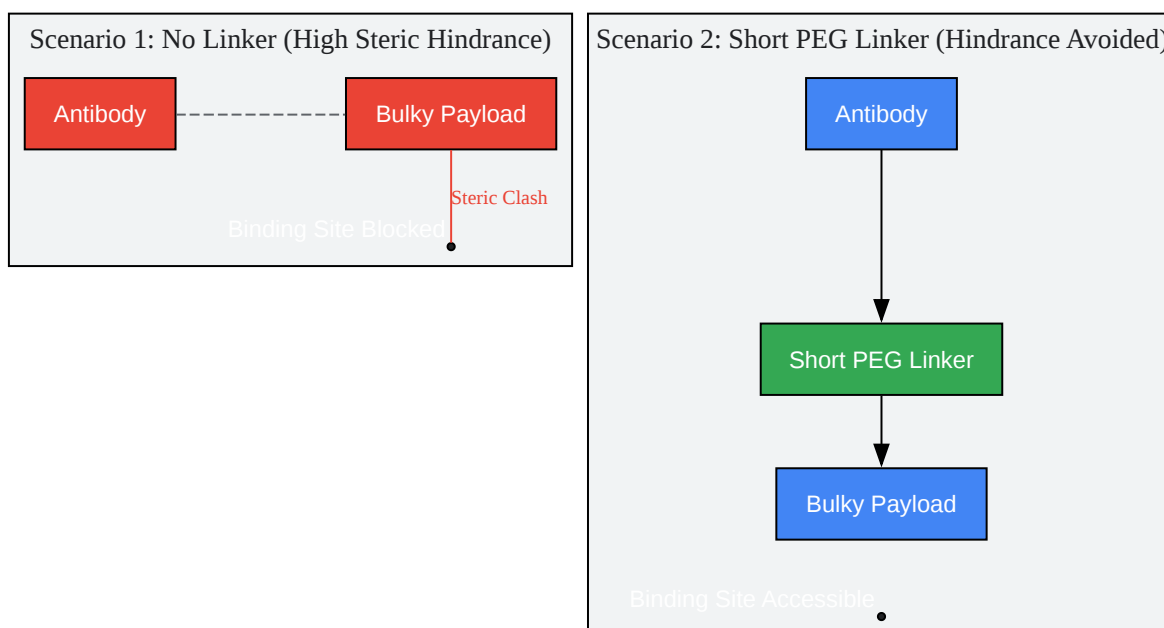 Scenario 1: No Linker (High Steric Hindrance)
Antibody
Bulky Payload
Steric Clash
Binding Site Blocked
Scenario 2: Short PEG Linker (Hindrance Avoided)
Antibody
Short PEG Linker
Bulky Payload
Binding Site Accessible